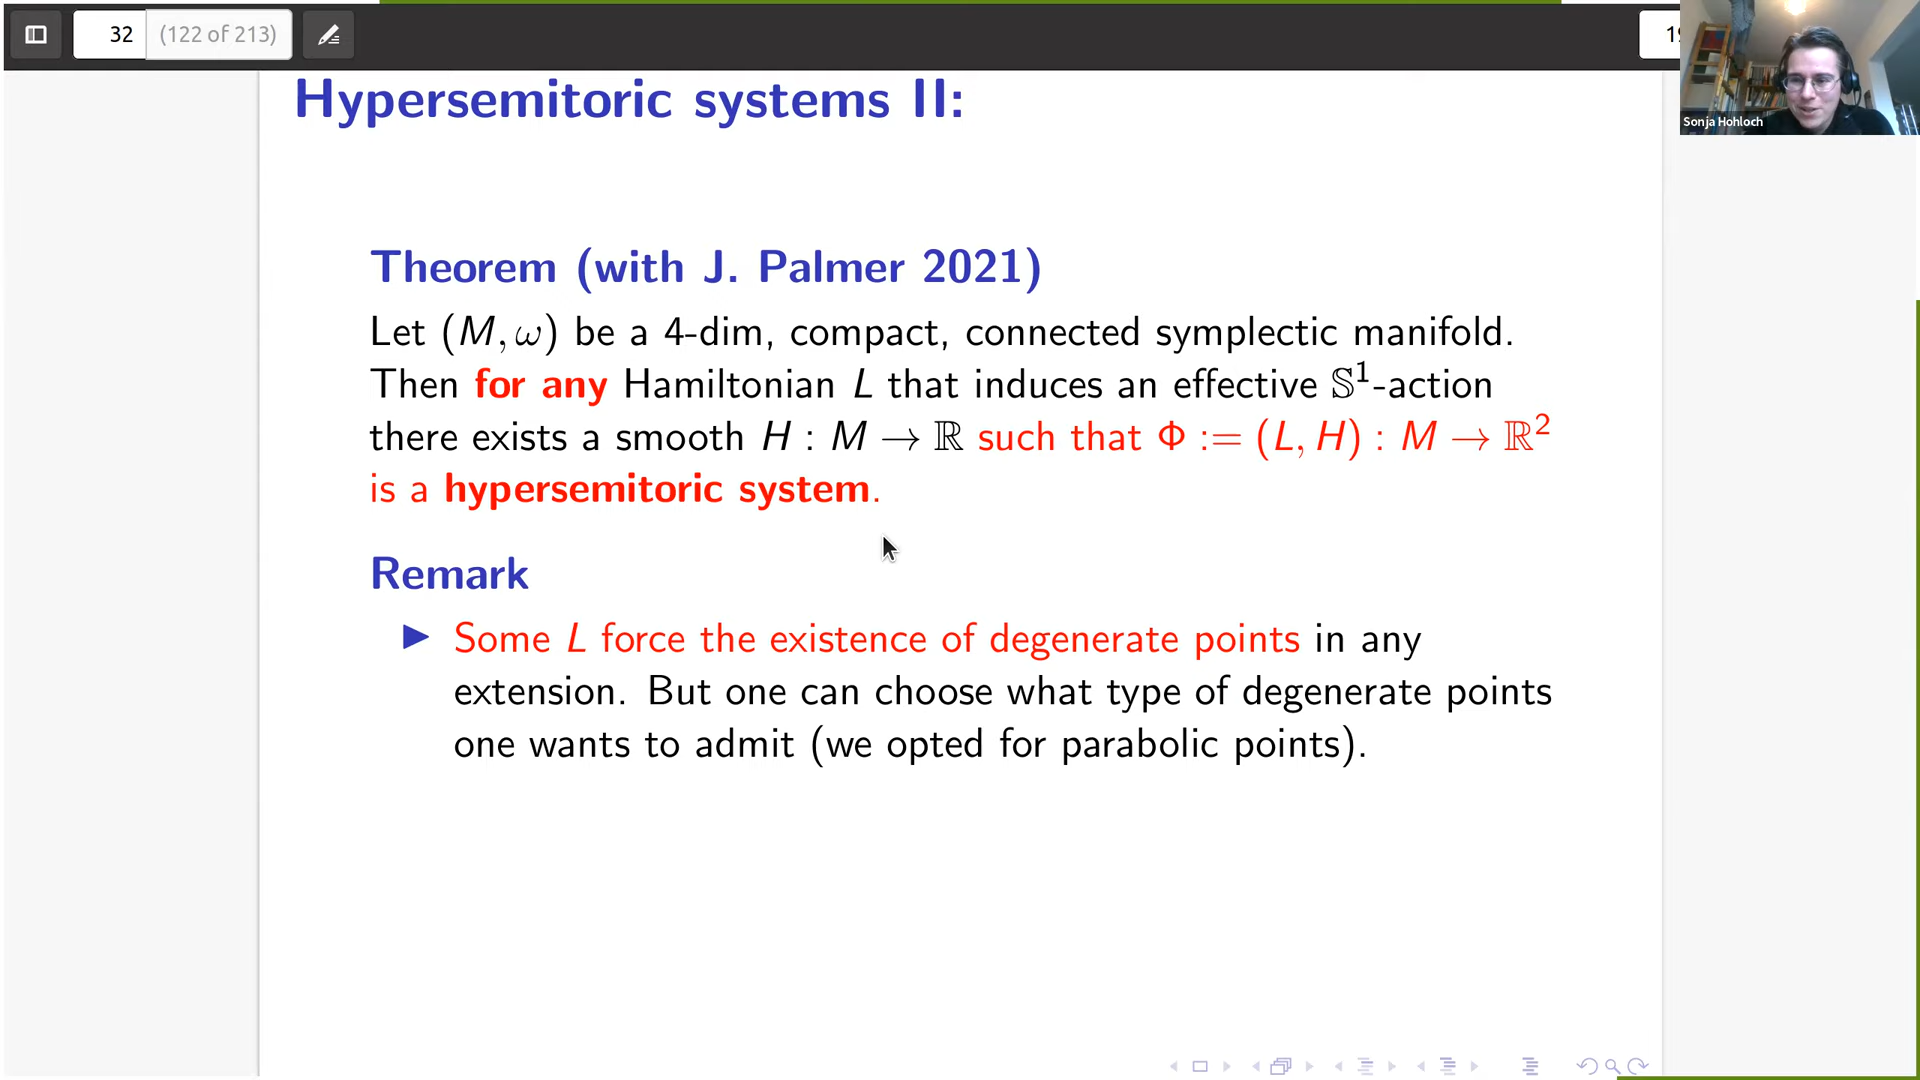 32 (122 of 213)
Sonja Hohloch
Hypersemitoric systems II:
Theorem (with J. Palmer 2021)
Let (M, ω) be a 4-dim, compact, connected symplectic manifold.
Then for any Hamiltonian L that induces an effective 𝕊¹-action
there exists a smooth H : M → ℝ such that Φ := (L, H) : M → ℝ²
is a hypersemitoric system.
Remark
▶ Some L force the existence of degenerate points in any
extension. But one can choose what type of degenerate points
one wants to admit (we opted for parabolic points).